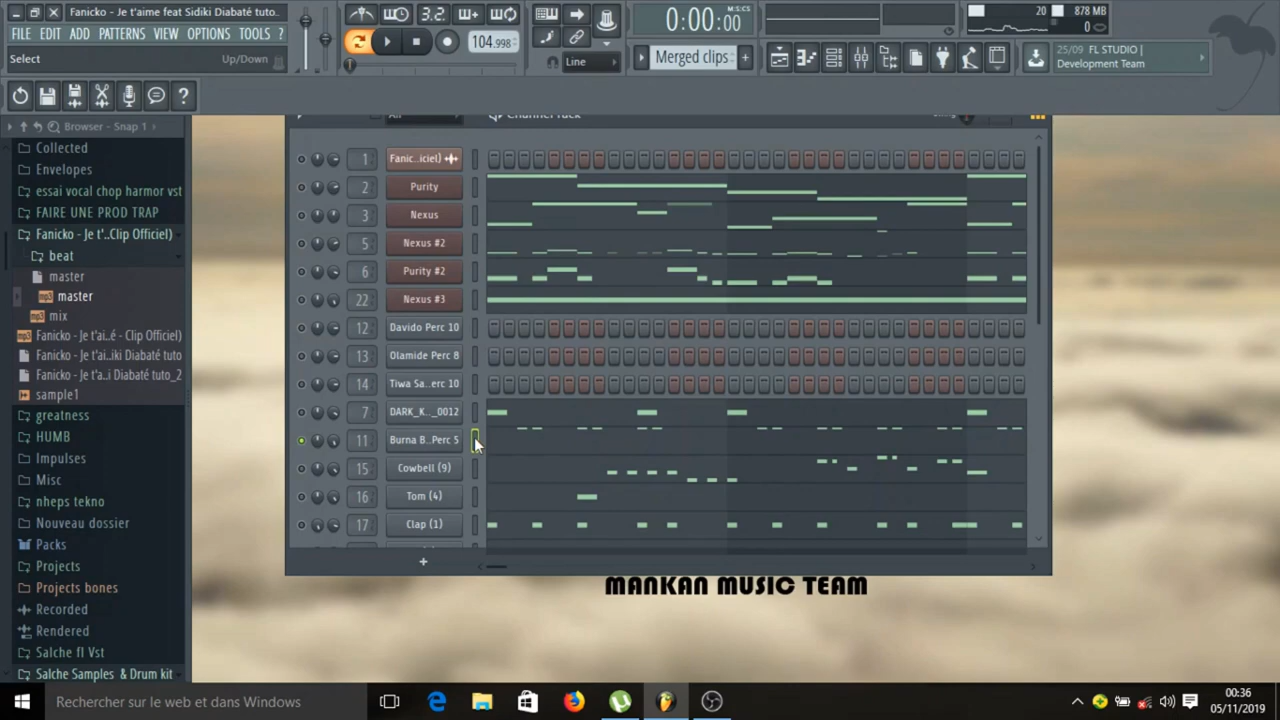 Fanicko - Je t'aime feat Sidiki Diabaté tuto..
FILE EDIT ADD PATTERNS VIEW OPTIONS TOOLS ?
Select Up/Down
3.2.
104.998
Line
0:00:00 M:S:CS
Merged clips
20 878 MB
0
25/09 FL STUDIO |
Development Team
Browser - Snap 1
Collected
Envelopes
essai vocal chop harmor vst
FAIRE UNE PROD TRAP
Fanicko - Je t'..Clip Officiel)
beat
master
master
mix
Fanicko - Je t'ai..é - Clip Officiel)
Fanicko - Je t'ai..iki Diabaté tuto
Fanicko - Je t'a..i Diabaté tuto_2
sample1
greatness
HUMB
Impulses
Misc
nheps tekno
Nouveau dossier
Packs
Projects
Projects bones
Recorded
Rendered
Salche fl Vst
Salche Samples & Drum kit
Channel rack
1 Fanic..iciel)
2 Purity
3 Nexus
5 Nexus #2
6 Purity #2
22 Nexus #3
12 Davido Perc 10
13 Olamide Perc 8
14 Tiwa Sa..erc 10
7 DARK_K.._0012
11 Burna B..Perc 5
15 Cowbell (9)
16 Tom (4)
17 Clap (1)
+
MANKAN MUSIC TEAM
Rechercher sur le web et dans Windows
00:36
05/11/2019